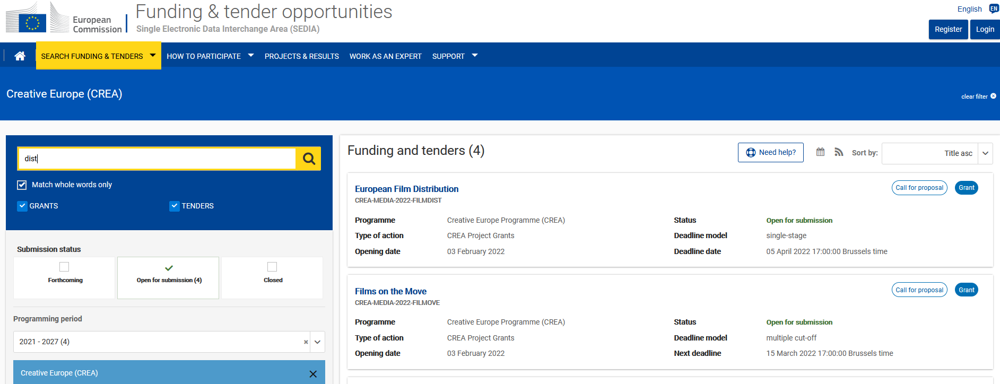 European
Commission
Funding & tender opportunities
Single Electronic Data Interchange Area (SEDIA)
English EN
Register Login
SEARCH FUNDING & TENDERS HOW TO PARTICIPATE PROJECTS & RESULTS WORK AS AN EXPERT SUPPORT
Creative Europe (CREA)
clear filter
dist
Match whole words only
GRANTS TENDERS
Submission status
Forthcoming Open for submission (4) Closed
Programming period
2021 - 2027 (4)
Creative Europe (CREA)
Funding and tenders (4)
Need help? Sort by: Title asc
European Film Distribution Call for proposal Grant
CREA-MEDIA-2022-FILMDIST
Programme Creative Europe Programme (CREA) Status Open for submission
Type of action CREA Project Grants Deadline model single-stage
Opening date 03 February 2022 Deadline date 05 April 2022 17:00:00 Brussels time
Films on the Move Call for proposal Grant
CREA-MEDIA-2022-FILMOVE
Programme Creative Europe Programme (CREA) Status Open for submission
Type of action CREA Project Grants Deadline model multiple cut-off
Opening date 03 February 2022 Next deadline 15 March 2022 17:00:00 Brussels time